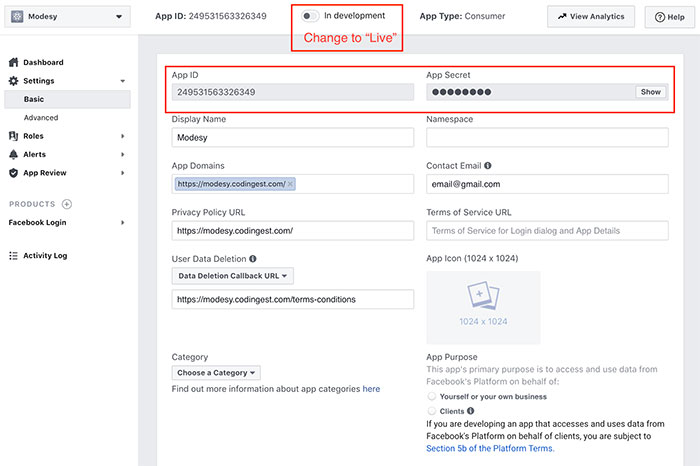 Modesy
App ID: 249531563326349
In development
App Type: Consumer
View Analytics
Help
Change to “Live”
Dashboard
Settings
Basic
Advanced
Roles
Alerts
App Review
PRODUCTS
Facebook Login
Activity Log
App ID
249531563326349
App Secret
●●●●●●●●
Show
Display Name
Modesy
Namespace
App Domains
https://modesy.codingest.com/ ×
Contact Email
email@gmail.com
Privacy Policy URL
https://modesy.codingest.com/
Terms of Service URL
Terms of Service for Login dialog and App Details
User Data Deletion
Data Deletion Callback URL
https://modesy.codingest.com/terms-conditions
App Icon (1024 x 1024)
1024 x 1024
Category
Choose a Category
Find out more information about app categories here
App Purpose
This app's primary purpose is to access and use data from
Facebook's Platform on behalf of:
Yourself or your own business
Clients
If you are developing an app that accesses and uses data from
Facebook's Platform on behalf of clients, you are subject to
Section 5b of the Platform Terms.